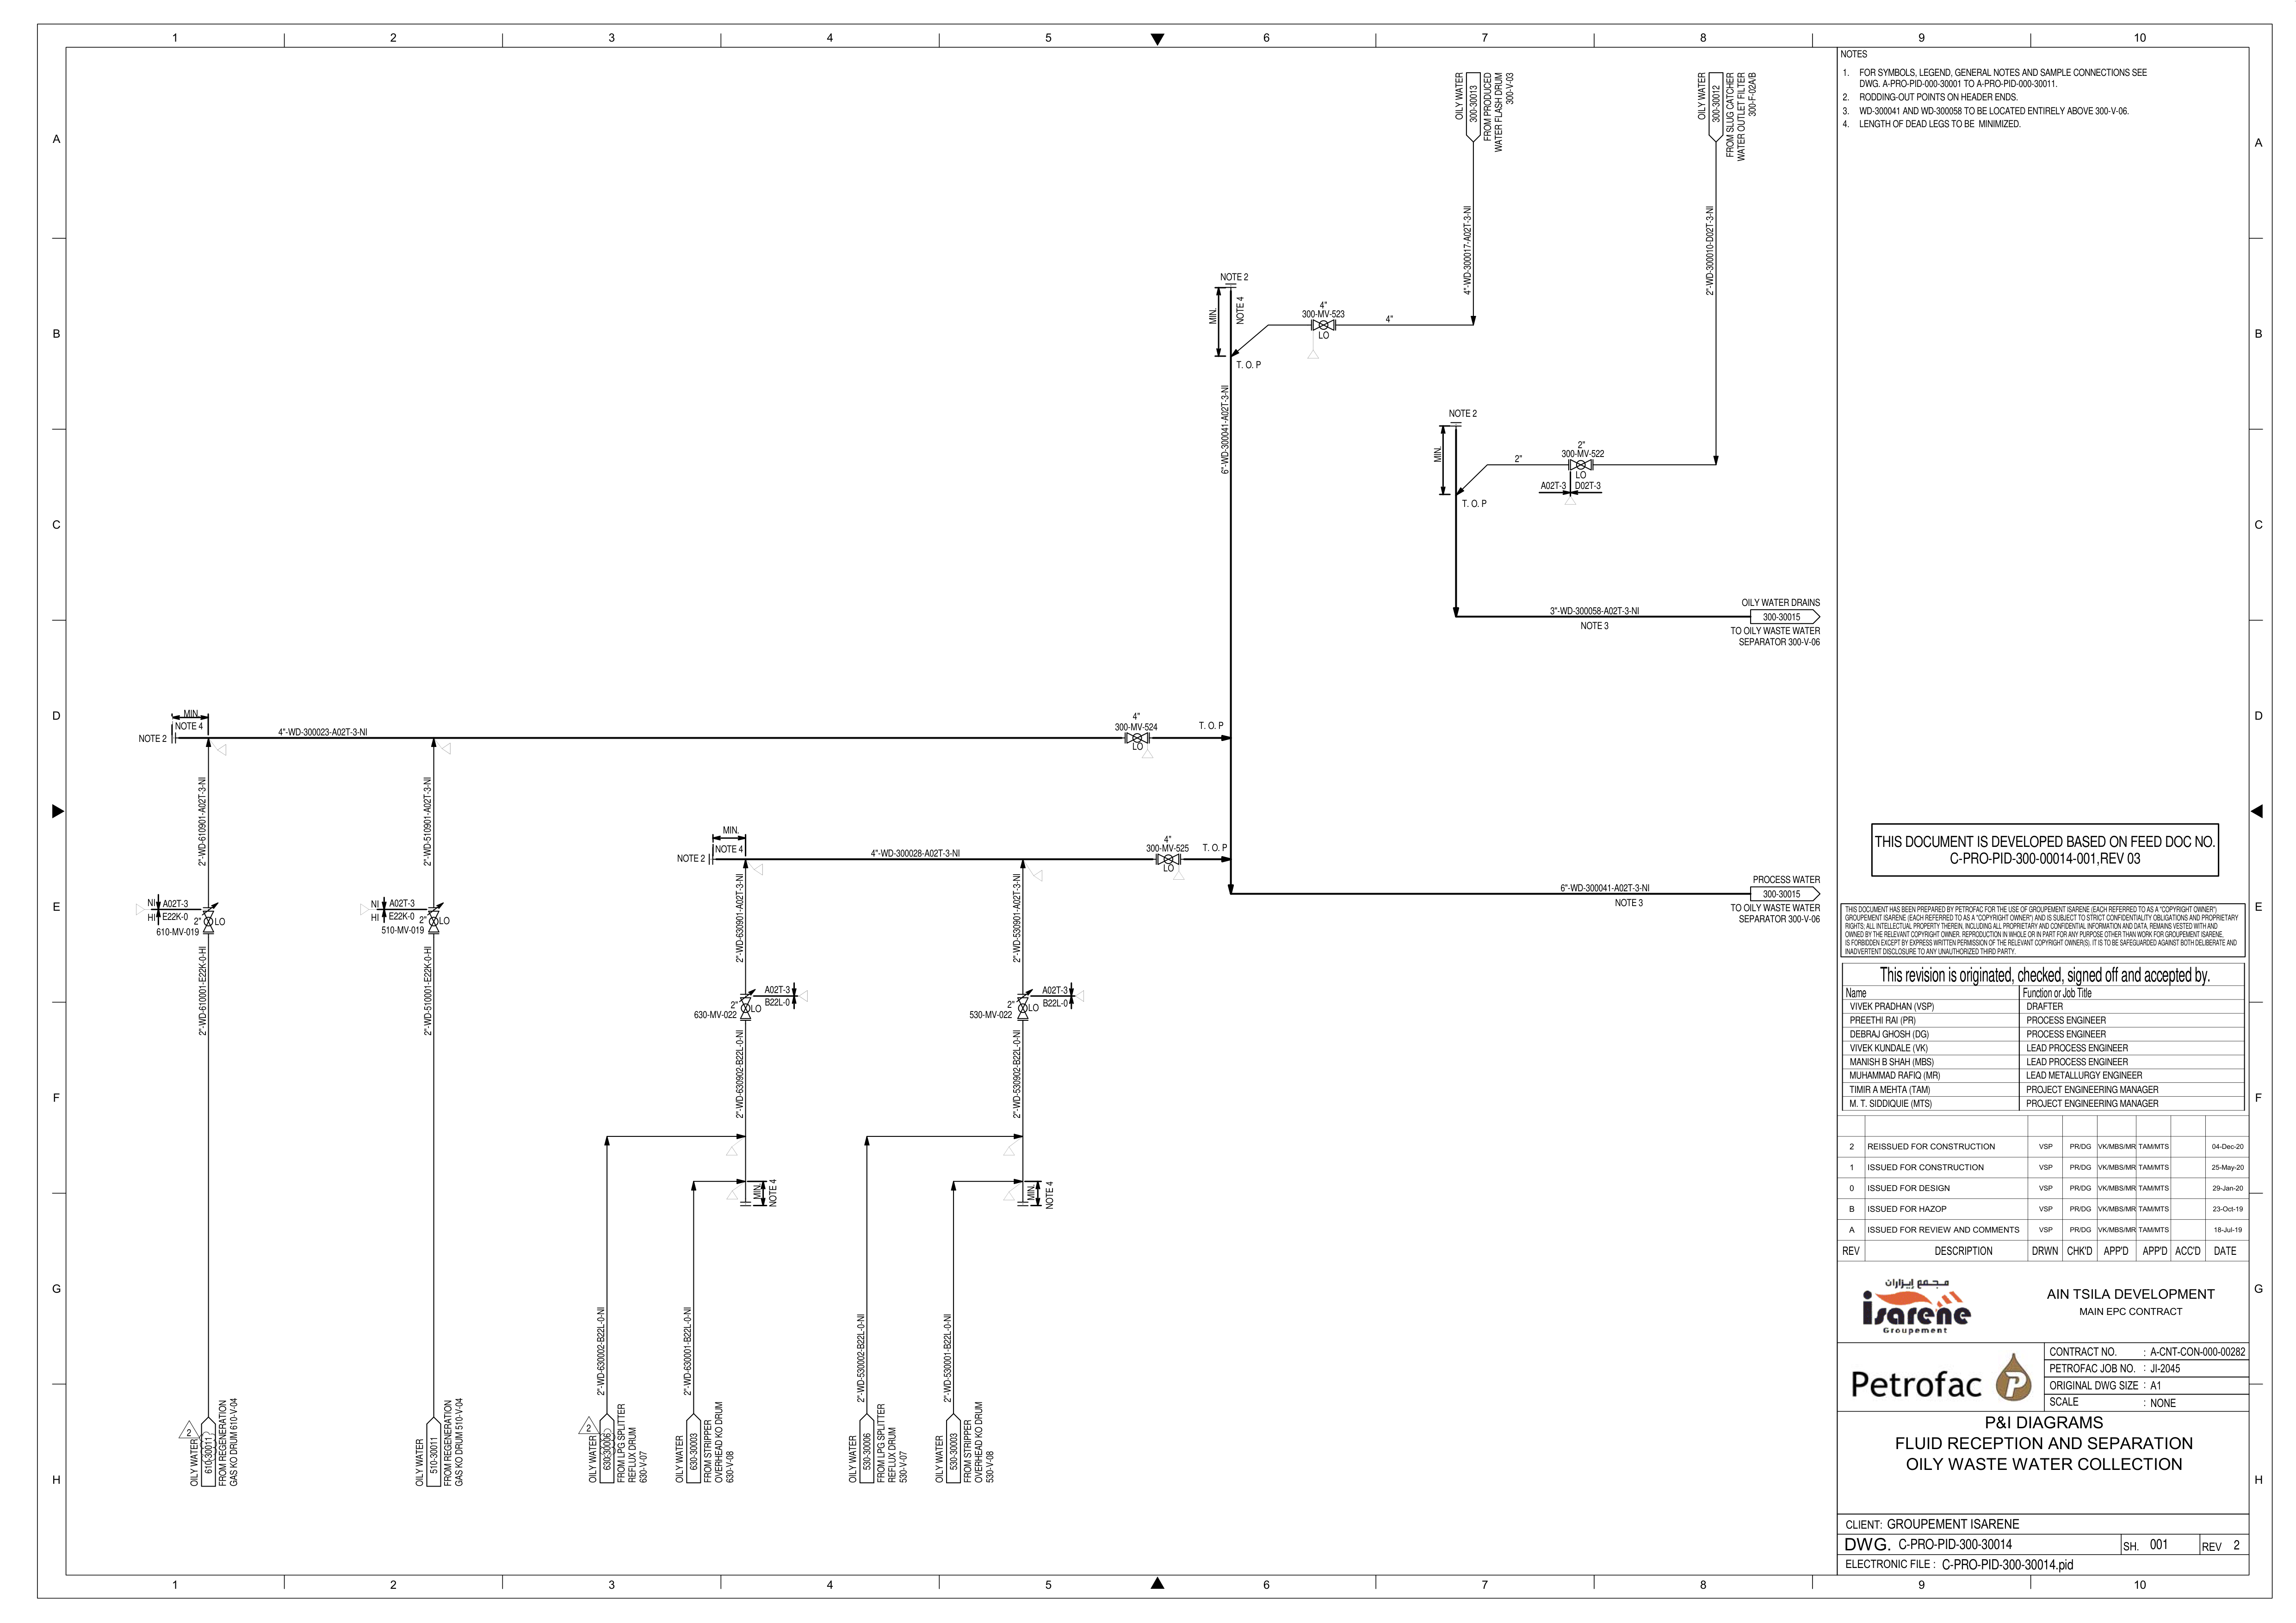 1 2 3 4 5 6 7 8 9 10
A
B
C
D
E
F
G
H
OILY WATER
300-30013
FROM PRODUCED
WATER FLASH DRUM
300-V-03
OILY WATER
300-30012
FROM SLUG CATCHER
WATER OUTLET FILTER
300-F-02A/B
4"-WD-300017-A02T-3-NI
2"-WD-300010-D02T-3-NI
NOTE 2
MIN.
NOTE 4
4"
300-MV-523
LO
4"
T. O. P
6"-WD-300041-A02T-3-NI
NOTE 2
MIN.
2"
2"
300-MV-522
LO
A02T-3 D02T-3
T. O. P
OILY WATER DRAINS
3"-WD-300058-A02T-3-NI
300-30015
NOTE 3
TO OILY WASTE WATER
SEPARATOR 300-V-06
MIN.
NOTE 4
NOTE 2
4"-WD-300023-A02T-3-NI
4"
300-MV-524
LO
T. O. P
2"-WD-610901-A02T-3-NI
2"-WD-510901-A02T-3-NI
MIN.
NOTE 4
NOTE 2
4"-WD-300028-A02T-3-NI
4"
300-MV-525
LO
T. O. P
PROCESS WATER
6"-WD-300041-A02T-3-NI
300-30015
NOTE 3
TO OILY WASTE WATER
SEPARATOR 300-V-06
NI A02T-3
HI E22K-0
2" LO
610-MV-019
NI A02T-3
HI E22K-0
2" LO
510-MV-019
2"-WD-610001-E22K-0-HI
2"-WD-510001-E22K-0-HI
2"-WD-630901-A02T-3-NI
2"-WD-530901-A02T-3-NI
A02T-3
B22L-0
2" LO
630-MV-022
A02T-3
B22L-0
2" LO
530-MV-022
2"-WD-630902-B22L-0-NI
2"-WD-530902-B22L-0-NI
MIN.
NOTE 4
MIN.
NOTE 4
2"-WD-630002-B22L-0-NI
2"-WD-630001-B22L-0-NI
2"-WD-530002-B22L-0-NI
2"-WD-530001-B22L-0-NI
2
OILY WATER
610-30011
FROM REGENERATION
GAS KO DRUM 610-V-04
OILY WATER
510-30011
FROM REGENERATION
GAS KO DRUM 510-V-04
2
OILY WATER
630-30006
FROM LPG SPLITTER
REFLUX DRUM
630-V-07
OILY WATER
630-30003
FROM STRIPPER
OVERHEAD KO DRUM
630-V-08
OILY WATER
530-30006
FROM LPG SPLITTER
REFLUX DRUM
530-V-07
OILY WATER
530-30003
FROM STRIPPER
OVERHEAD KO DRUM
530-V-08
NOTES
1. FOR SYMBOLS, LEGEND, GENERAL NOTES AND SAMPLE CONNECTIONS SEE
DWG. A-PRO-PID-000-30001 TO A-PRO-PID-000-30011.
2. RODDING-OUT POINTS ON HEADER ENDS.
3. WD-300041 AND WD-300058 TO BE LOCATED ENTIRELY ABOVE 300-V-06.
4. LENGTH OF DEAD LEGS TO BE MINIMIZED.
THIS DOCUMENT IS DEVELOPED BASED ON FEED DOC NO.
C-PRO-PID-300-00014-001,REV 03
THIS DOCUMENT HAS BEEN PREPARED BY PETROFAC FOR THE USE OF GROUPEMENT ISARENE (EACH REFERRED TO AS A "COPYRIGHT OWNER")
GROUPEMENT ISARENE (EACH REFERRED TO AS A "COPYRIGHT OWNER") AND IS SUBJECT TO STRICT CONFIDENTIALITY OBLIGATIONS AND PROPRIETARY
RIGHTS; ALL INTELLECTUAL PROPERTY THEREIN, INCLUDING ALL PROPRIETARY AND CONFIDENTIAL INFORMATION AND DATA, REMAINS VESTED WITH AND
OWNED BY THE RELEVANT COPYRIGHT OWNER. REPRODUCTION IN WHOLE OR IN PART FOR ANY PURPOSE OTHER THAN WORK FOR GROUPEMENT ISARENE,
IS FORBIDDEN EXCEPT BY EXPRESS WRITTEN PERMISSION OF THE RELEVANT COPYRIGHT OWNER(S). IT IS TO BE SAFEGUARDED AGAINST BOTH DELIBERATE AND
INADVERTENT DISCLOSURE TO ANY UNAUTHORIZED THIRD PARTY.
This revision is originated, checked, signed off and accepted by.
Name Function or Job Title
VIVEK PRADHAN (VSP) DRAFTER
PREETHI RAI (PR) PROCESS ENGINEER
DEBRAJ GHOSH (DG) PROCESS ENGINEER
VIVEK KUNDALE (VK) LEAD PROCESS ENGINEER
MANISH B SHAH (MBS) LEAD PROCESS ENGINEER
MUHAMMAD RAFIQ (MR) LEAD METALLURGY ENGINEER
TIMIR A MEHTA (TAM) PROJECT ENGINEERING MANAGER
M. T. SIDDIQUIE (MTS) PROJECT ENGINEERING MANAGER
2 REISSUED FOR CONSTRUCTION VSP PR/DG VK/MBS/MR TAM/MTS 04-Dec-20
1 ISSUED FOR CONSTRUCTION VSP PR/DG VK/MBS/MR TAM/MTS 25-May-20
0 ISSUED FOR DESIGN VSP PR/DG VK/MBS/MR TAM/MTS 29-Jan-20
B ISSUED FOR HAZOP VSP PR/DG VK/MBS/MR TAM/MTS 23-Oct-19
A ISSUED FOR REVIEW AND COMMENTS VSP PR/DG VK/MBS/MR TAM/MTS 18-Jul-19
REV DESCRIPTION DRWN CHK'D APP'D APP'D ACC'D DATE
مجمع إيزاران
isarene
Groupement
AIN TSILA DEVELOPMENT
MAIN EPC CONTRACT
Petrofac
CONTRACT NO. : A-CNT-CON-000-00282
PETROFAC JOB NO. : JI-2045
ORIGINAL DWG SIZE : A1
SCALE : NONE
P&I DIAGRAMS
FLUID RECEPTION AND SEPARATION
OILY WASTE WATER COLLECTION
CLIENT: GROUPEMENT ISARENE
DWG. C-PRO-PID-300-30014 SH. 001 REV 2
ELECTRONIC FILE : C-PRO-PID-300-30014.pid
A
B
C
D
E
F
G
H
1 2 3 4 5 6 7 8 9 10